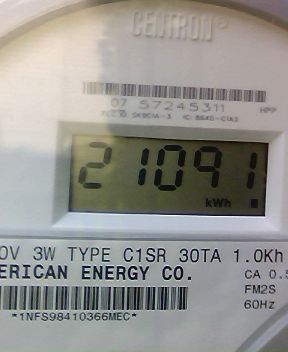 CENTRON®
07 57245311 HPP
21091
kWh
0V 3W TYPE C1SR 30TA 1.0Kh
ERICAN ENERGY CO. CA 0.5
FM2S
60Hz
*1NFS98410366MEC*